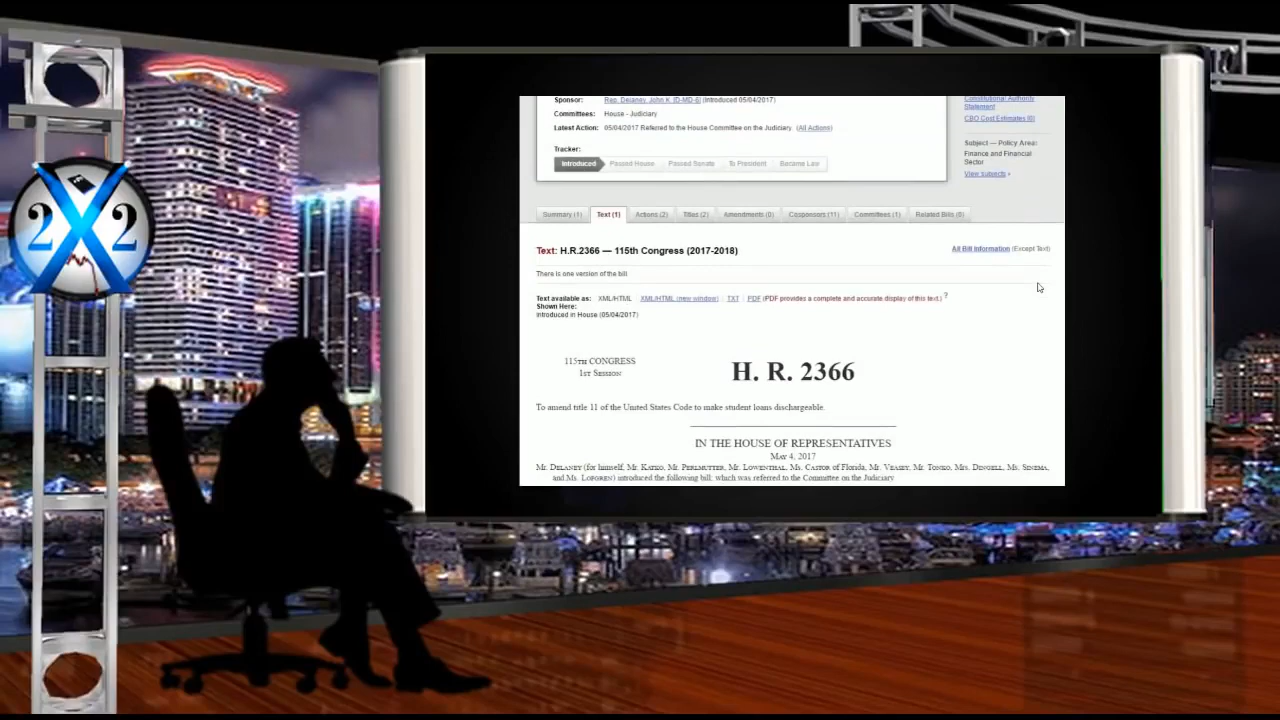 Sponsor: Rep. Delaney, John K. [D-MD-6] (Introduced 05/04/2017)
Committees: House - Judiciary
Latest Action: 05/04/2017 Referred to the House Committee on the Judiciary. (All Actions)
Tracker:
Introduced Passed House Passed Senate To President Became Law
Constitutional Authority
Statement
CBO Cost Estimates [0]
Subject — Policy Area:
Finance and Financial
Sector
View subjects
Summary (1) Text (1) Actions (2) Titles (2) Amendments (0) Cosponsors (11) Committees (1) Related Bills (0)
Text: H.R.2366 — 115th Congress (2017-2018)
All Bill Information (Except Text)
There is one version of the bill
Text available as: XML/HTML XML/HTML (new window) TXT PDF (PDF provides a complete and accurate display of this text.) ?
Shown Here:
Introduced in House (05/04/2017)
115TH CONGRESS
1ST SESSION
H. R. 2366
To amend title 11 of the United States Code to make student loans dischargeable.
IN THE HOUSE OF REPRESENTATIVES
MAY 4, 2017
Mr. DELANEY (for himself, Mr. KATKO, Mr. PERLMUTTER, Mr. LOWENTHAL, Ms. CASTOR of Florida, Mr. VEASEY, Mr. TONKO, Mrs. DINGELL, Ms. SINEMA,
and Ms. LOFGREN) introduced the following bill; which was referred to the Committee on the Judiciary
2X2